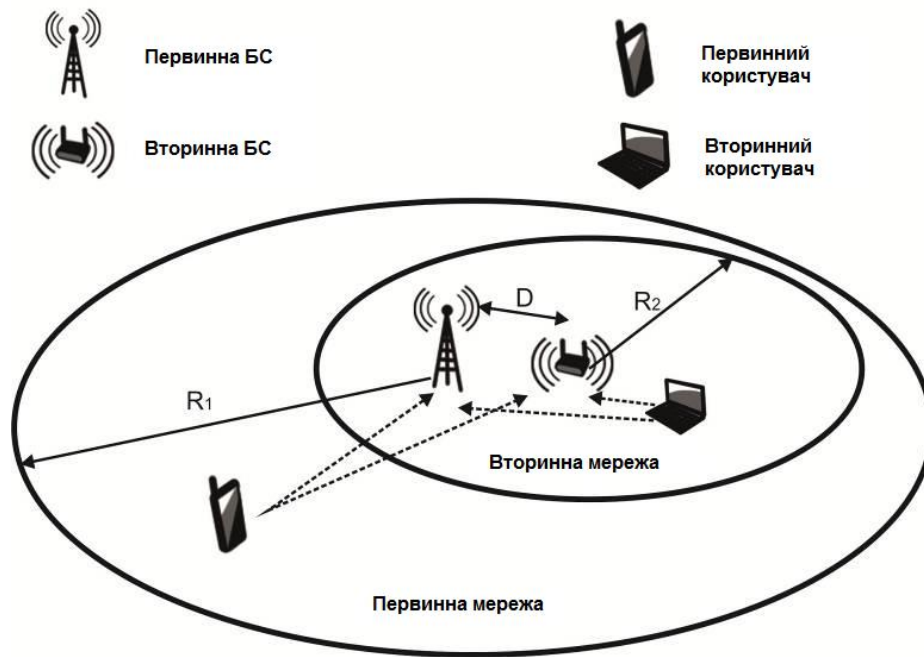 Первинна БС
Первинний
користувач
Вторинна БС
Вторинний
користувач
D
R2
R1
Вторинна мережа
Первинна мережа